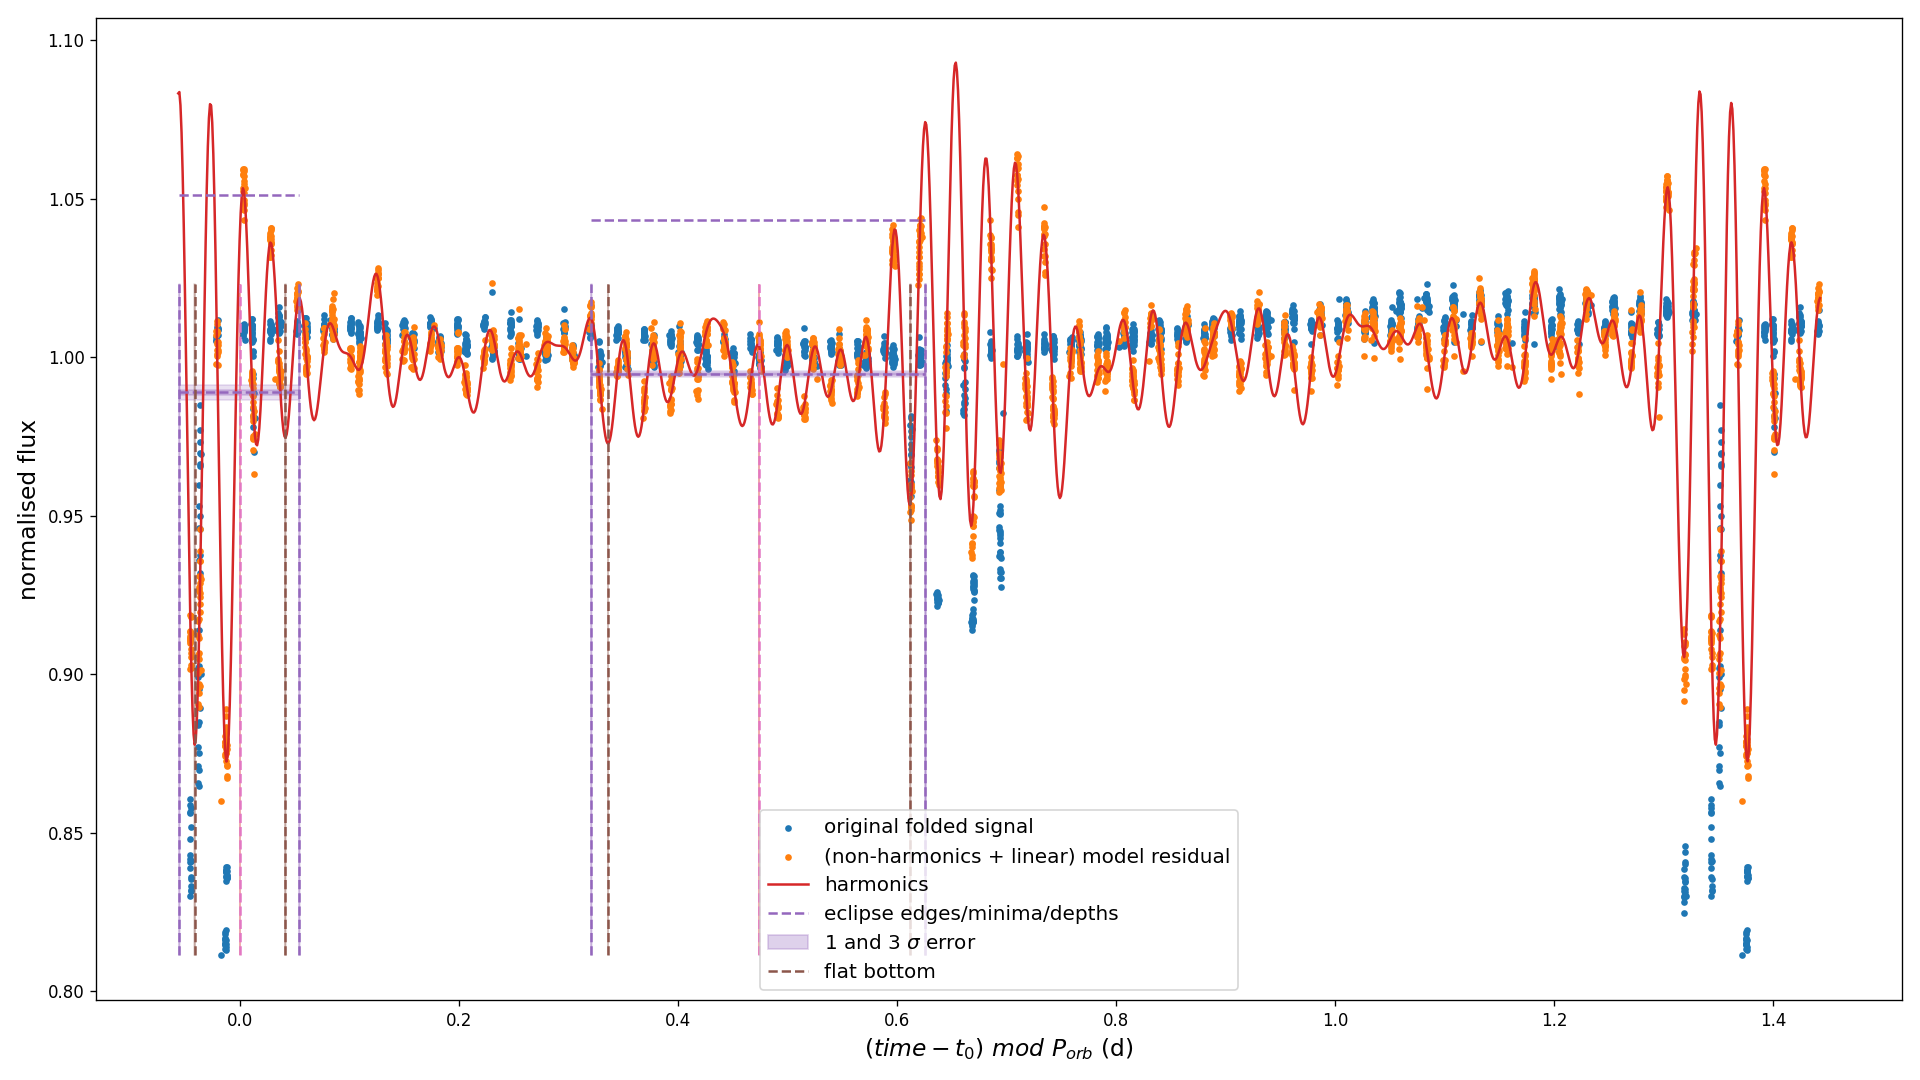 1.10
1.05
1.00
0.95
0.90
0.85
0.80
normalised flux
original folded signal
(non-harmonics + linear) model residual
harmonics
eclipse edges/minima/depths
1 and 3 σ error
flat bottom
0.0 0.2 0.4 0.6 0.8 1.0 1.2 1.4
(time − t₀) mod P_orb (d)